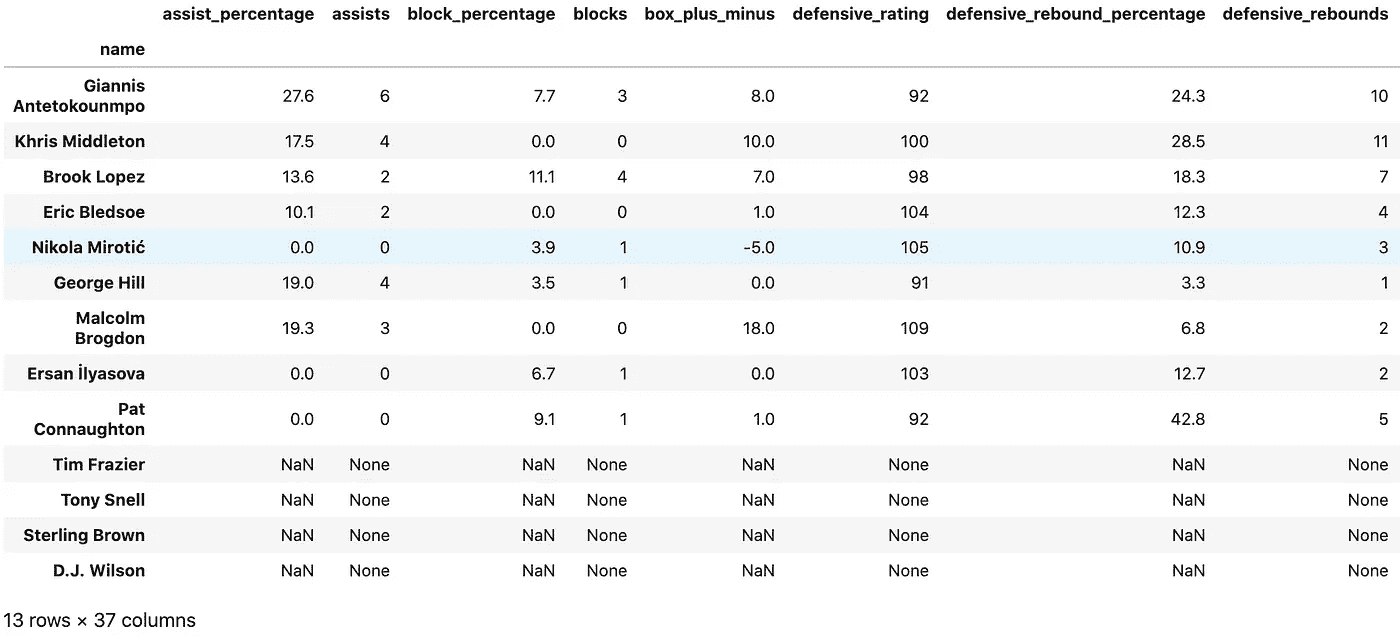 assist_percentage assists block_percentage blocks box_plus_minus defensive_rating defensive_rebound_percentage defensive_rebounds
name
Giannis
Antetokounmpo 27.6 6 7.7 3 8.0 92 24.3 10
Khris Middleton 17.5 4 0.0 0 10.0 100 28.5 11
Brook Lopez 13.6 2 11.1 4 7.0 98 18.3 7
Eric Bledsoe 10.1 2 0.0 0 1.0 104 12.3 4
Nikola Mirotić 0.0 0 3.9 1 -5.0 105 10.9 3
George Hill 19.0 4 3.5 1 0.0 91 3.3 1
Malcolm
Brogdon 19.3 3 0.0 0 18.0 109 6.8 2
Ersan İlyasova 0.0 0 6.7 1 0.0 103 12.7 2
Pat
Connaughton 0.0 0 9.1 1 1.0 92 42.8 5
Tim Frazier NaN None NaN None NaN None NaN None
Tony Snell NaN None NaN None NaN None NaN None
Sterling Brown NaN None NaN None NaN None NaN None
D.J. Wilson NaN None NaN None NaN None NaN None
13 rows × 37 columns